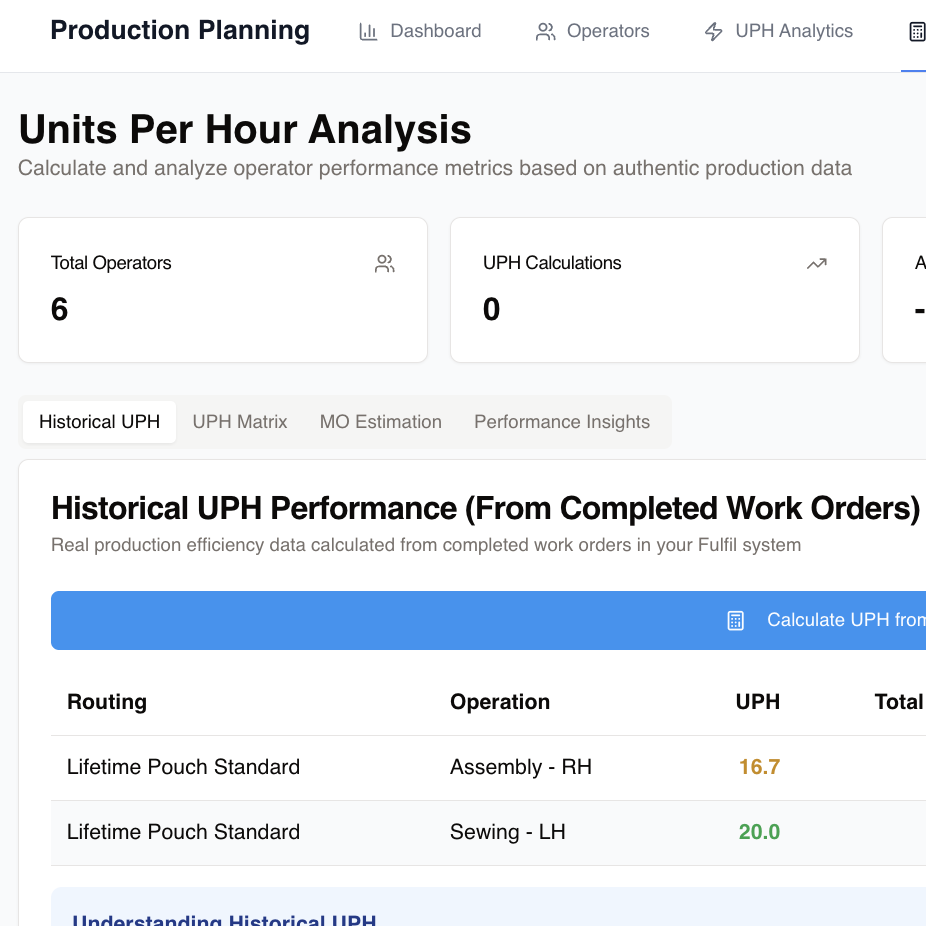 Production Planning
Dashboard
Operators
UPH Analytics
Units Per Hour Analysis
Calculate and analyze operator performance metrics based on authentic production data
Total Operators
6
UPH Calculations
0
A
-
Historical UPH
UPH Matrix
MO Estimation
Performance Insights
Historical UPH Performance (From Completed Work Orders)
Real production efficiency data calculated from completed work orders in your Fulfil system
Calculate UPH from
Routing Operation UPH Total
Lifetime Pouch Standard Assembly - RH 16.7
Lifetime Pouch Standard Sewing - LH 20.0
Understanding Historical UPH